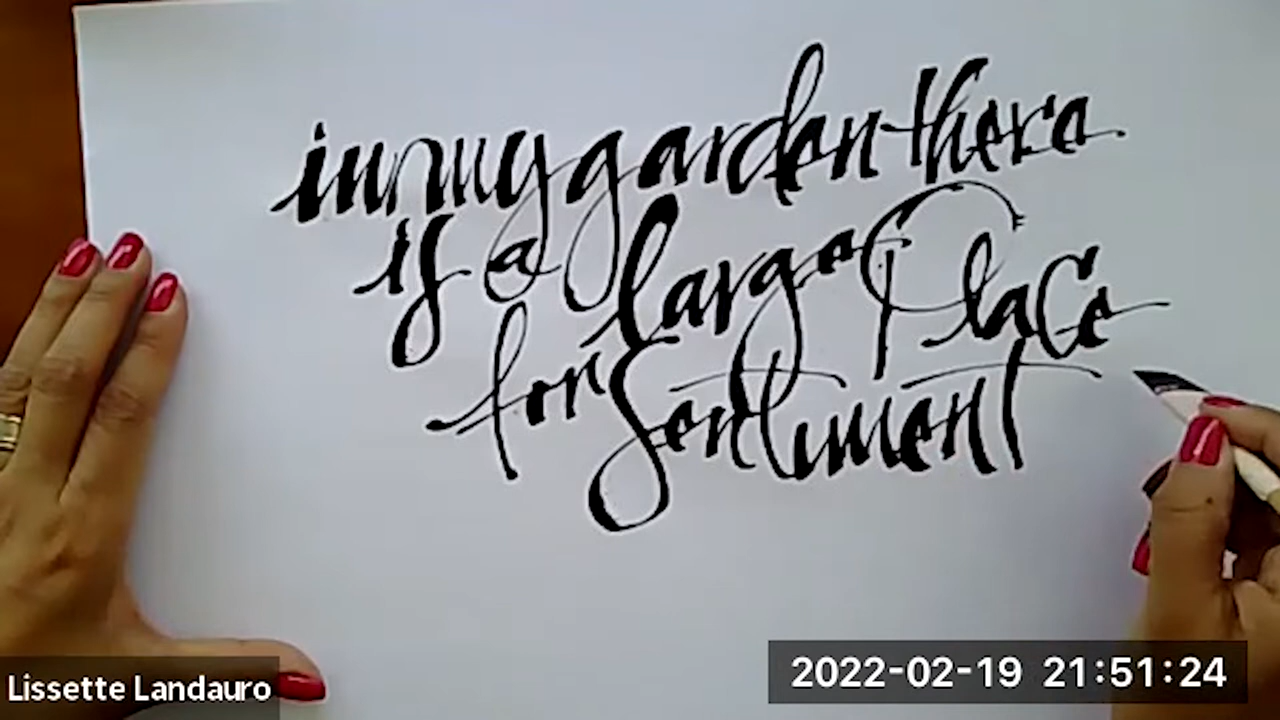 in my garden there
is a large place
for Sentiment
Lissette Landauro
2022-02-19 21:51:24